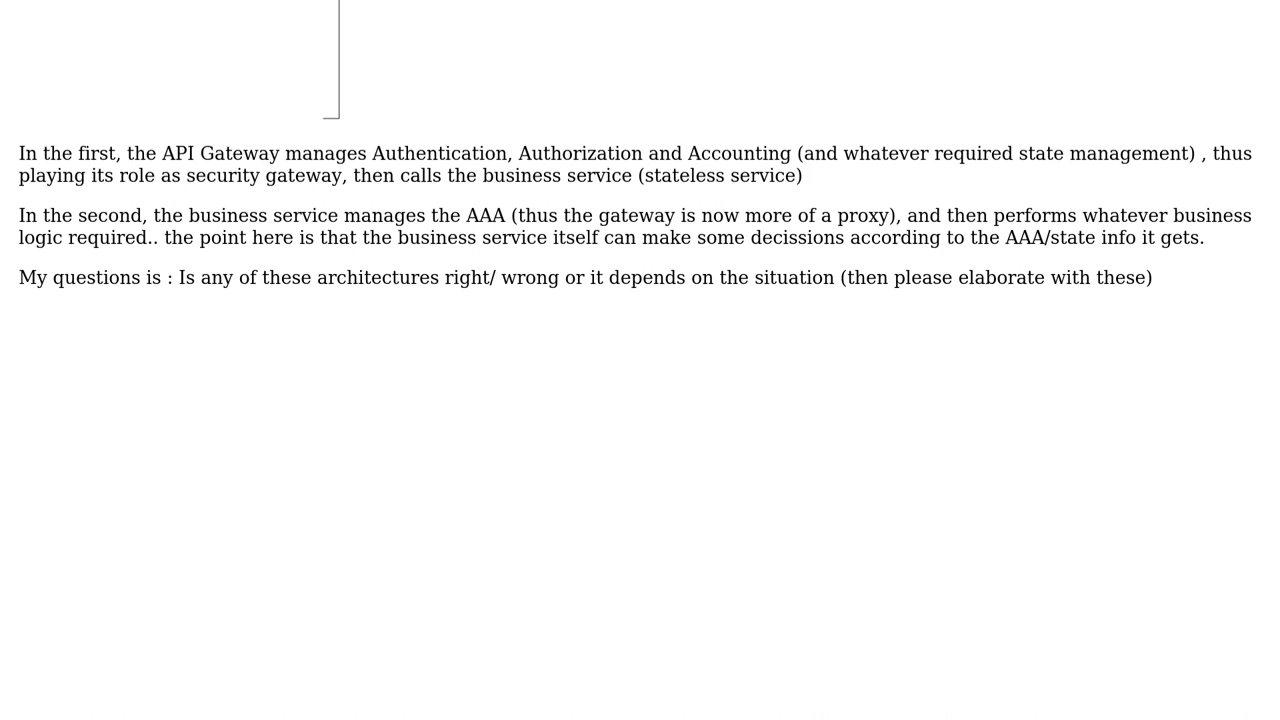 In the first, the API Gateway manages Authentication, Authorization and Accounting (and whatever required state management) , thus
playing its role as security gateway, then calls the business service (stateless service)
In the second, the business service manages the AAA (thus the gateway is now more of a proxy), and then performs whatever business
logic required.. the point here is that the business service itself can make some decissions according to the AAA/state info it gets.
My questions is : Is any of these architectures right/ wrong or it depends on the situation (then please elaborate with these)